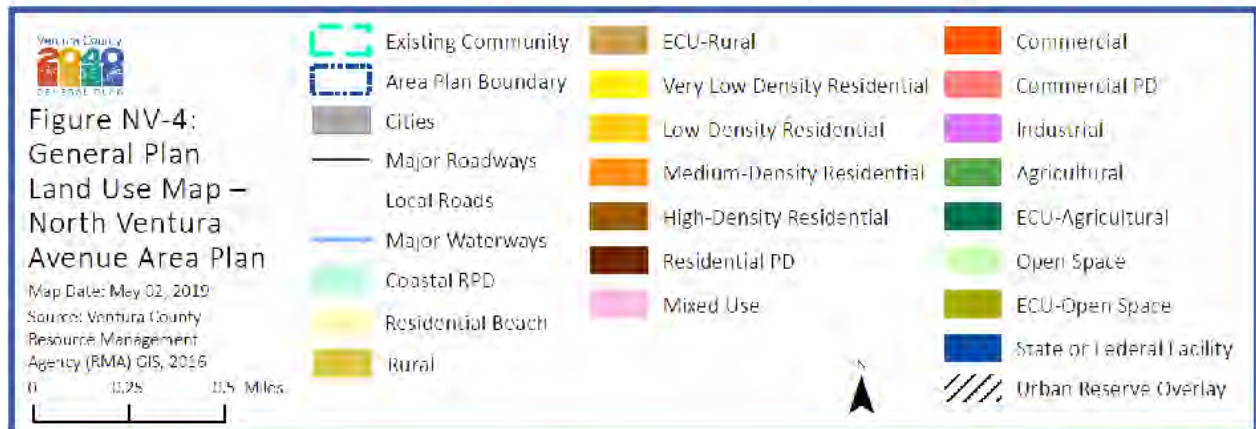 Ventura County
2040
GENERAL PLAN
Figure NV-4:
General Plan
Land Use Map –
North Ventura
Avenue Area Plan
Map Date: May 02, 2019
Source: Ventura County
Resource Management
Agency (RMA) GIS, 2016
0 0.25 0.5 Miles
Existing Community
Area Plan Boundary
Cities
Major Roadways
Local Roads
Major Waterways
Coastal RPD
Residential Beach
Rural
ECU-Rural
Very Low Density Residential
Low-Density Residential
Medium-Density Residential
High-Density Residential
Residential PD
Mixed Use
N
Commercial
Commercial PD
Industrial
Agricultural
ECU-Agricultural
Open Space
ECU-Open Space
State or Federal Facility
Urban Reserve Overlay